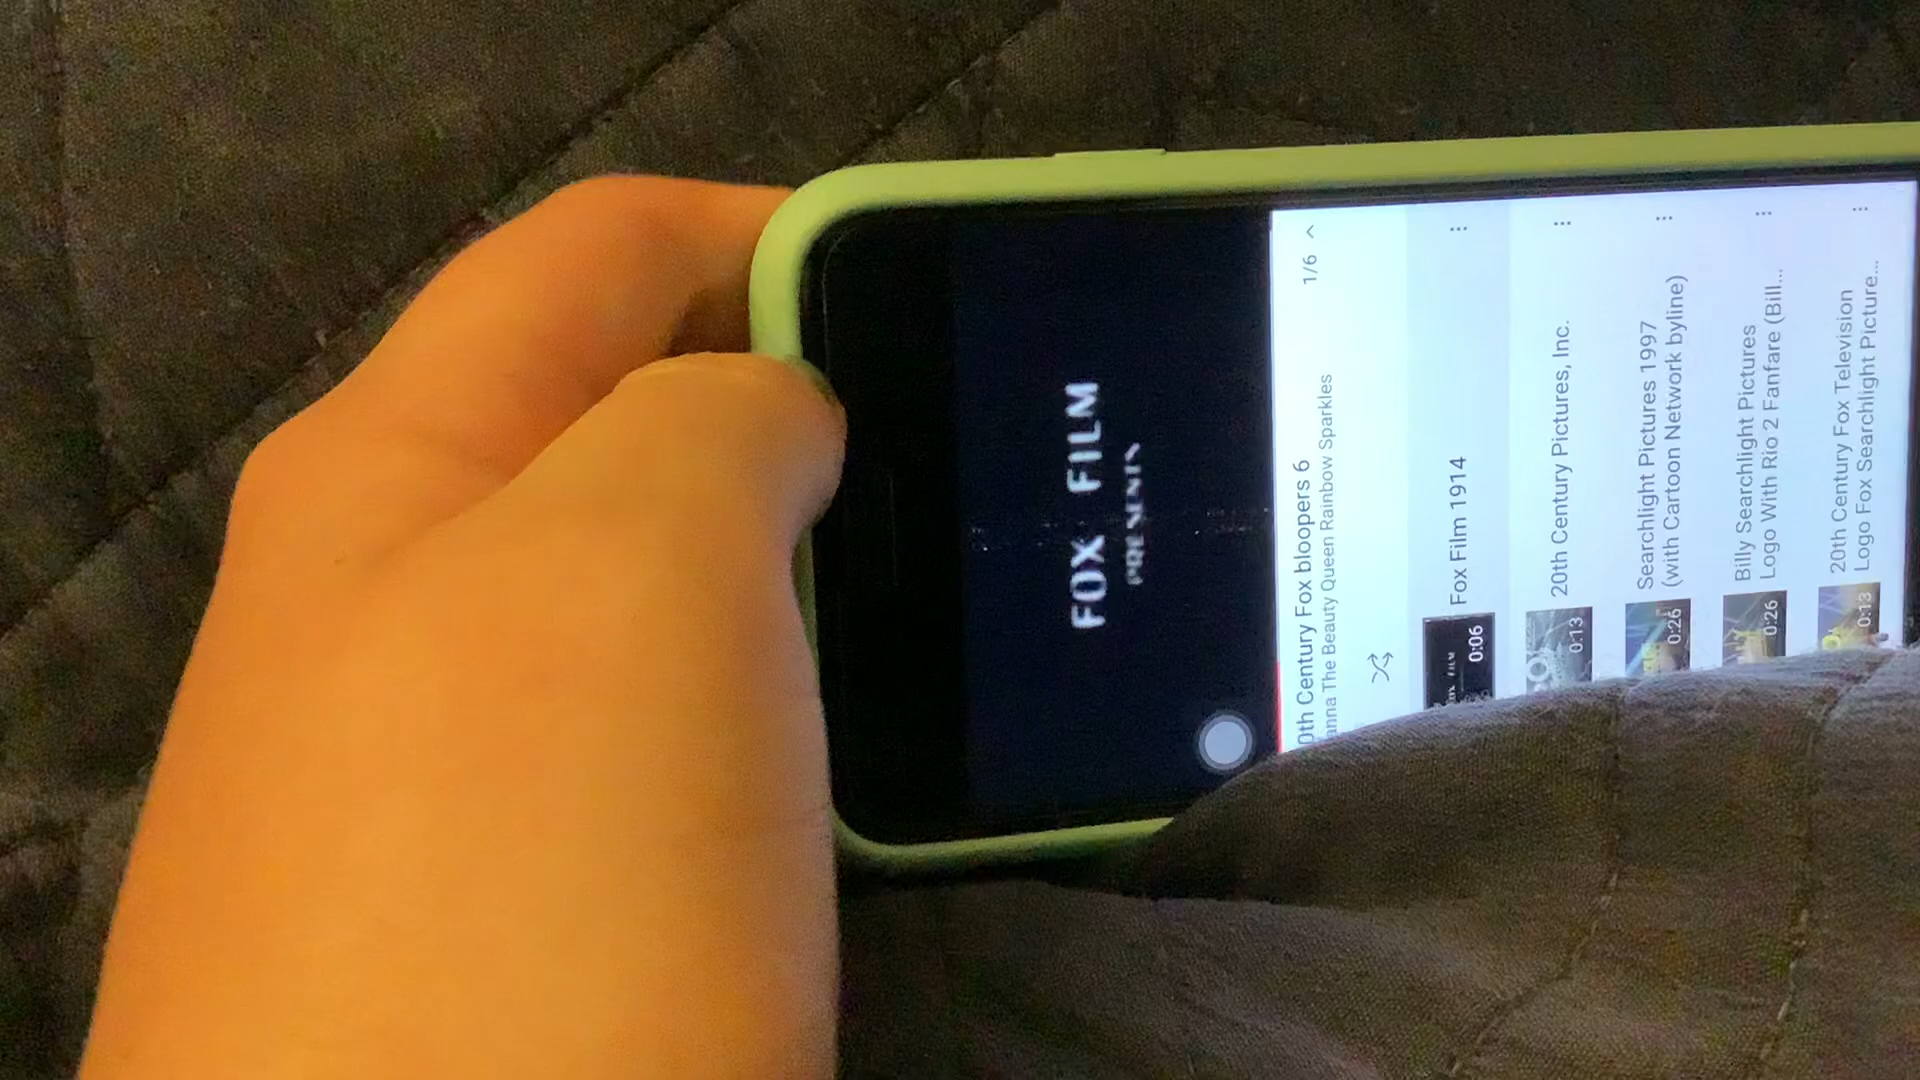 FOX FILM
PRESENTS
0th Century Fox bloopers 6
1/6
anna The Beauty Queen Rainbow Sparkles
Fox Film 1914
0:06
20th Century Pictures, Inc.
0:13
Searchlight Pictures 1997
(with Cartoon Network byline)
0:26
Billy Searchlight Pictures
Logo With Rio 2 Fanfare (Bill...
0:26
20th Century Fox Television
Logo Fox Searchlight Picture...
0:13